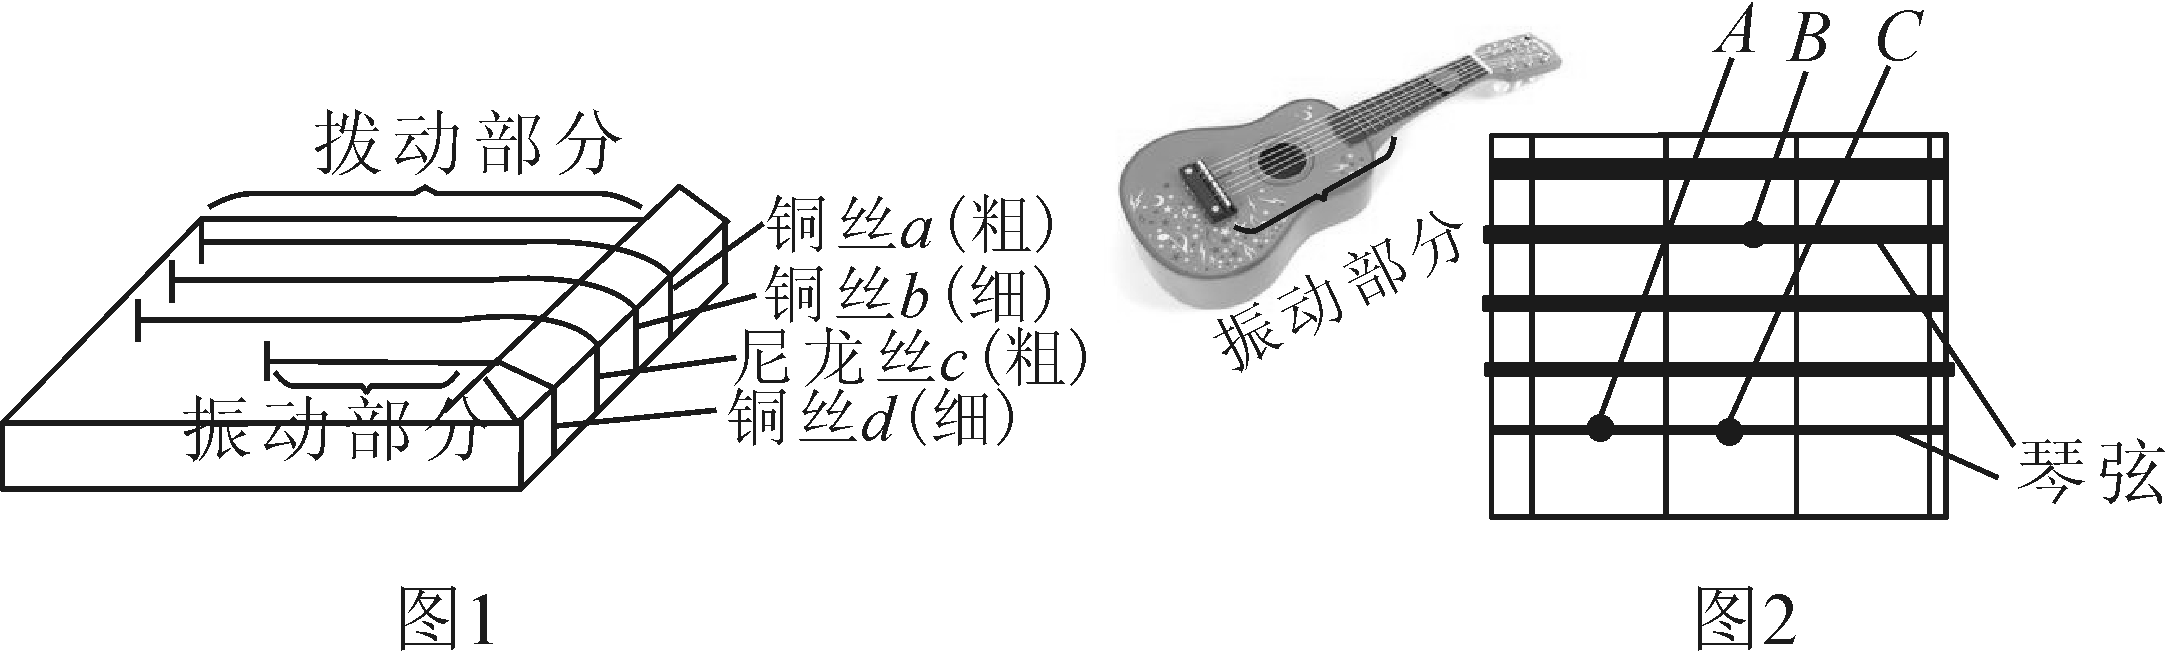 拨动部分
铜丝a(粗)
铜丝b(细)
尼龙丝c(粗)
铜丝d(细)
振动部分
图1
振动部分
A B C
琴弦
图2